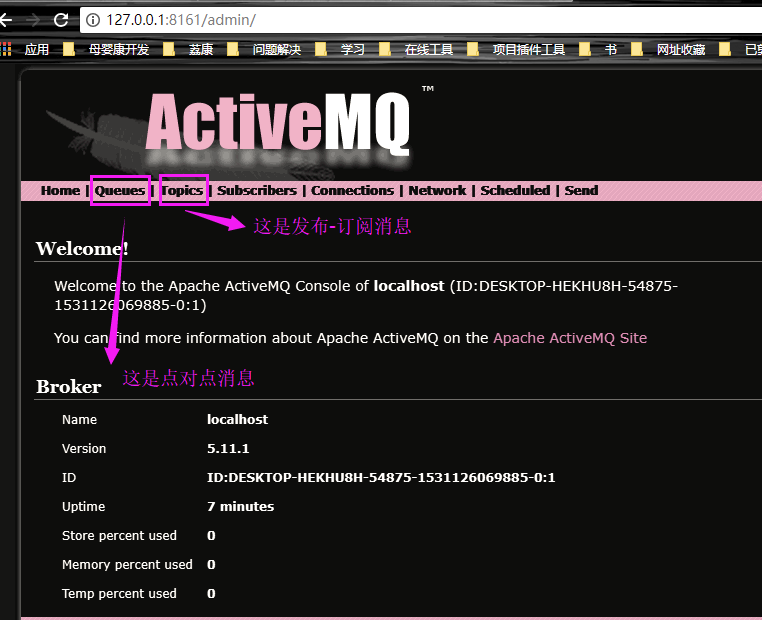 127.0.0.1:8161/admin/
应用 母婴康开发 荔康 问题解决 学习 在线工具 项目插件工具 书 网址收藏
ActiveMQ™
Home | Queues | Topics | Subscribers | Connections | Network | Scheduled | Send
这是发布-订阅消息
Welcome!
Welcome to the Apache ActiveMQ Console of localhost (ID:DESKTOP-HEKHU8H-54875-
1531126069885-0:1)
You can find more information about Apache ActiveMQ on the Apache ActiveMQ Site
这是点对点消息
Broker
Name localhost
Version 5.11.1
ID ID:DESKTOP-HEKHU8H-54875-1531126069885-0:1
Uptime 7 minutes
Store percent used 0
Memory percent used 0
Temp percent used 0